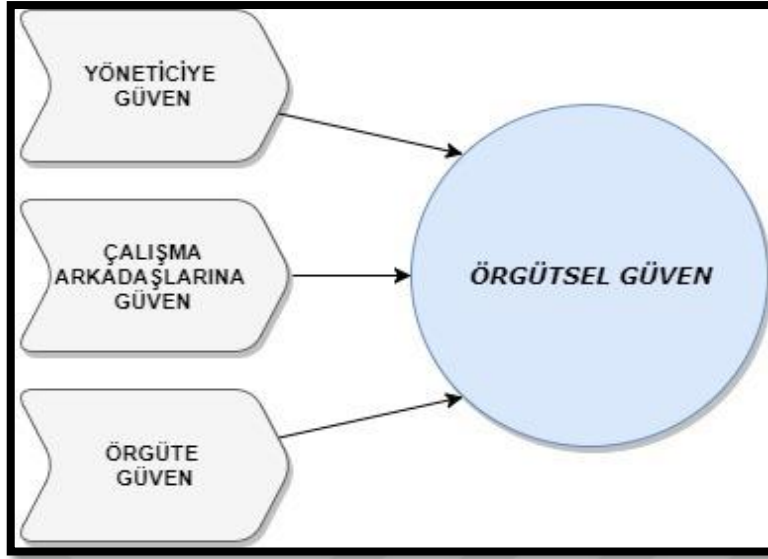 YÖNETİCİYE
GÜVEN
ÇALIŞMA
ARKADAŞLARINA
GÜVEN
ÖRGÜTE
GÜVEN
ÖRGÜTSEL GÜVEN